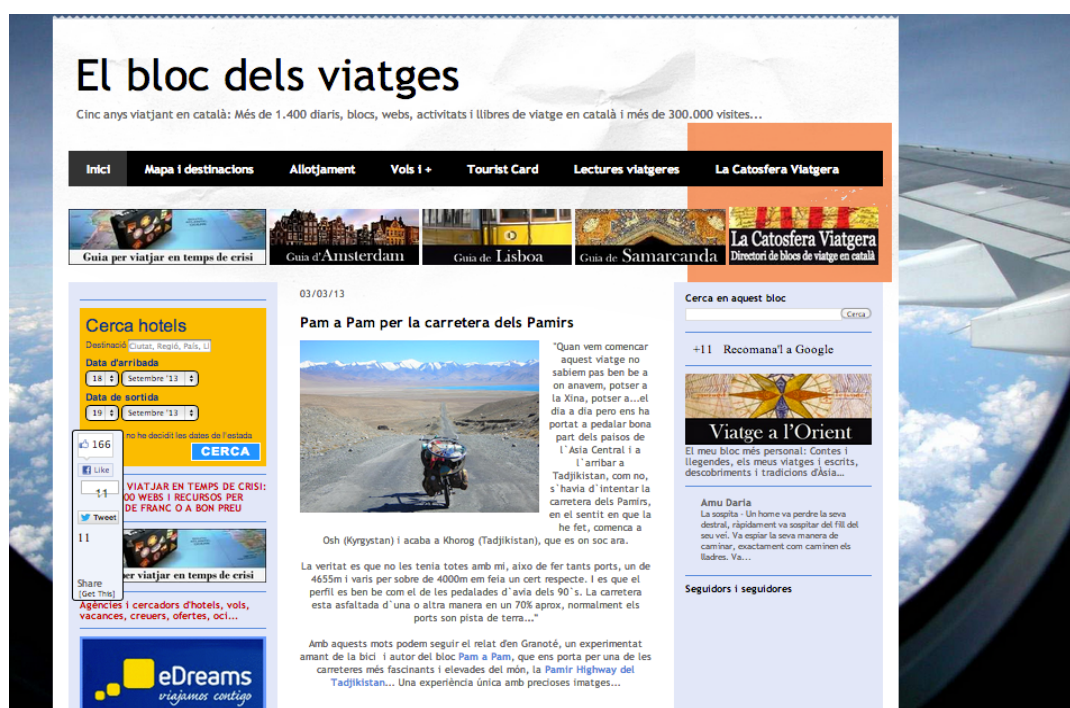 El bloc dels viatges
Cinc anys viatjant en català: Més de 1.400 diaris, blocs, webs, activitats i llibres de viatge en català i més de 300.000 visites...
Inici Mapa i destinacions Allotjament Vols i + Tourist Card Lectures viatgeres La Catosfera Viatgera
Guia per viatjar en temps de crisi
Guia d'Amsterdam
Guia de Lisboa
Guia de Samarcanda
La Catosfera Viatgera
Directori de blocs de viatge en català
Cerca hotels
Destinació Ciutat, Regió, País, Ll
Data d'arribada
18 Setembre '13
Data de sortida
19 Setembre '13
no he decidit les dates de l'estada
CERCA
166
Like
11
Tweet
11
Share
[Get This]
VIATJAR EN TEMPS DE CRISI:
00 WEBS I RECURSOS PER
DE FRANC O A BON PREU
er viatjar en temps de crisi
Agències i cercadors d'hotels, vols,
vacances, creuers, ofertes, oci...
eDreams
viajamos contigo
03/03/13
Pam a Pam per la carretera dels Pamirs
"Quan vem comencar
aquest viatge no
sabiem pas ben be a
on anavem, potser a
la Xina, potser a...el
dia a dia pero ens ha
portat a pedalar bona
part dels paisos de
l`Asia Central i a
l`arribar a
Tadjikistan, com no,
s`havia d`intentar la
carretera dels Pamirs,
en el sentit en que la
he fet, comenca a
Osh (Kyrgystan) i acaba a Khorog (Tadjikistan), que es on soc ara.
La veritat es que no les tenia totes amb mi, aixo de fer tants ports, un de
4655m i varis per sobre de 4000m em feia un cert respecte. I es que el
perfil es ben be com el de les pedalades d`avia dels 90`s. La carretera
esta asfaltada d`una o altra manera en un 70% aprox, normalment els
ports son pista de terra..."
Amb aquests mots podem seguir el relat d'en Granoté, un experimentat
amant de la bici i autor del bloc Pam a Pam, que ens porta per una de les
carreteres més fascinants i elevades del món, la Pamir Highway del
Tadjikistan... Una experiència única amb precioses imatges...
Cerca en aquest bloc
Cerca
+11 Recomana'l a Google
Viatge a l'Orient
El meu bloc més personal: Contes i
llegendes, els meus viatges i escrits,
descobriments i tradicions d'Àsia...
Amu Daria
La sospita - Un home va perdre la seva
destral, ràpidament va sospitar del fill del
seu veí. Va espiar la seva manera de
caminar, exactament com caminen els
lladres. Va...
Seguidors i seguidores